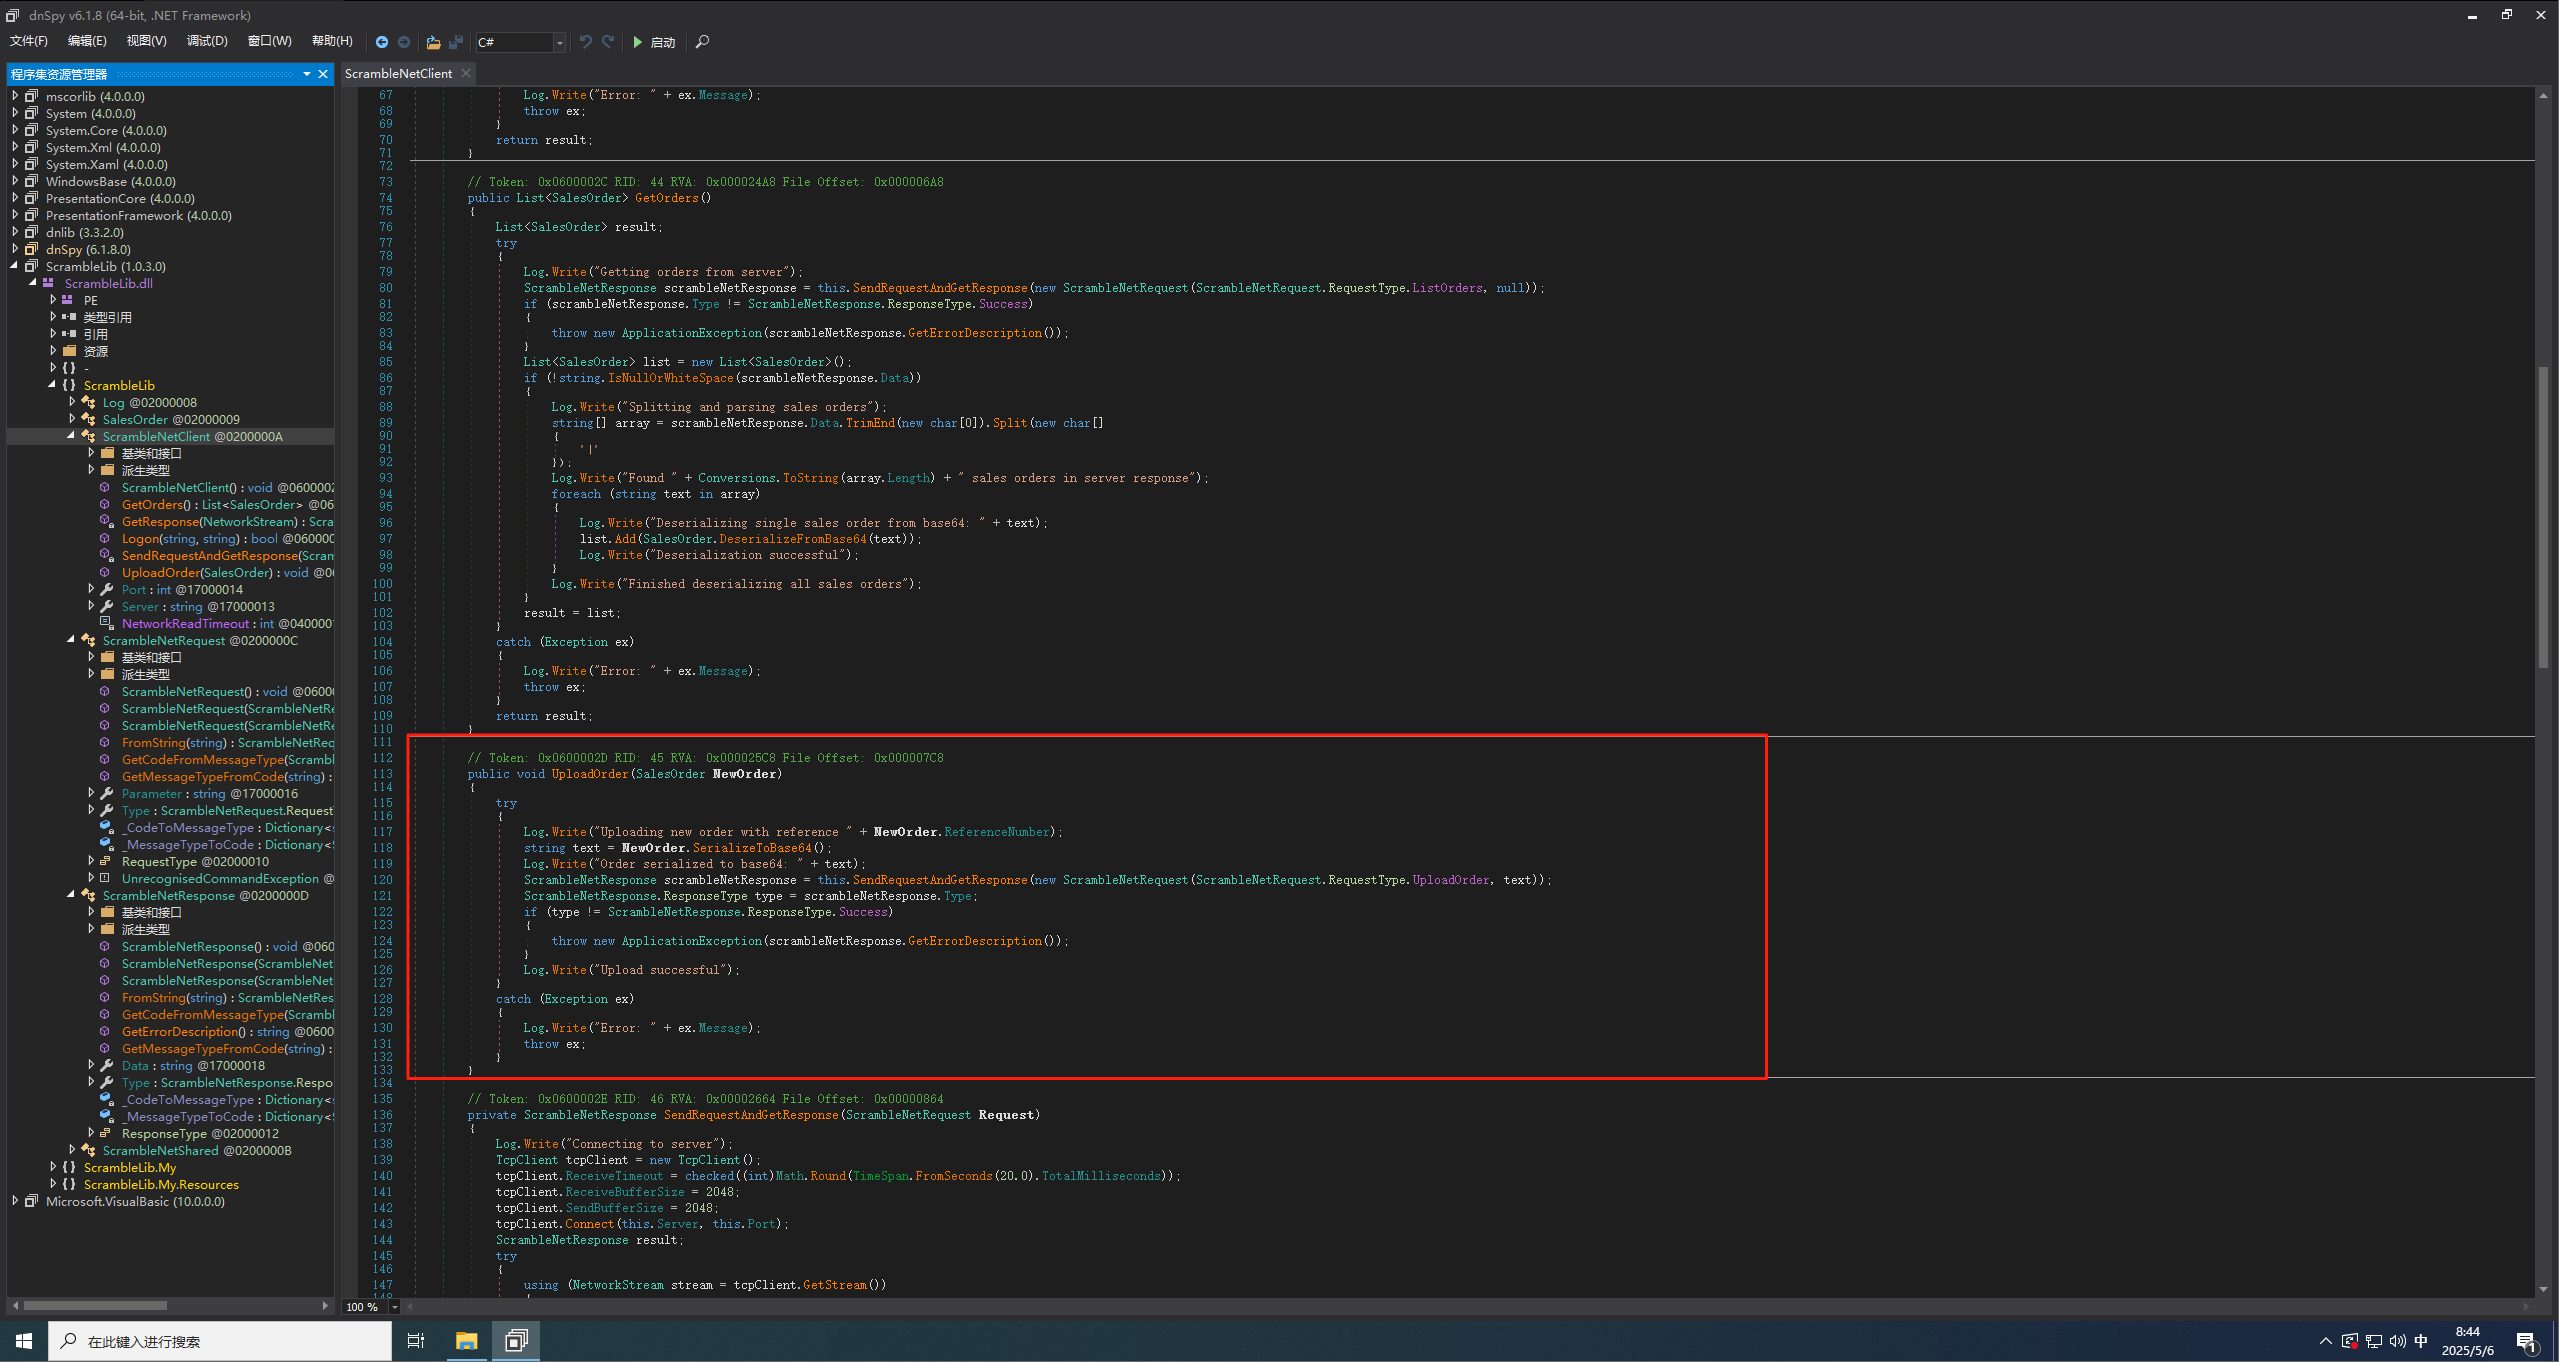 dnSpy v6.1.8 (64-bit, .NET Framework)
文件(F) 编辑(E) 视图(V) 调试(D) 窗口(W) 帮助(H) C# 启动
程序集资源管理器
mscorlib (4.0.0.0)
System (4.0.0.0)
System.Core (4.0.0.0)
System.Xml (4.0.0.0)
System.Xaml (4.0.0.0)
WindowsBase (4.0.0.0)
PresentationCore (4.0.0.0)
PresentationFramework (4.0.0.0)
dnlib (3.3.2.0)
dnSpy (6.1.8.0)
ScrambleLib (1.0.3.0)
ScrambleLib.dll
PE
类型引用
引用
资源
{} -
{} ScrambleLib
Log @02000008
SalesOrder @02000009
ScrambleNetClient @0200000A
基类和接口
派生类型
ScrambleNetClient() : void @0600002
GetOrders() : List<SalesOrder> @06
GetResponse(NetworkStream) : Scra
Logon(string, string) : bool @060000
SendRequestAndGetResponse(Scram
UploadOrder(SalesOrder) : void @0
Port : int @17000014
Server : string @17000013
NetworkReadTimeout : int @040000
ScrambleNetRequest @0200000C
基类和接口
派生类型
ScrambleNetRequest() : void @0600
ScrambleNetRequest(ScrambleNetRe
ScrambleNetRequest(ScrambleNetRe
FromString(string) : ScrambleNetReq
GetCodeFromMessageType(Scrambl
GetMessageTypeFromCode(string) :
Parameter : string @17000016
Type : ScrambleNetRequest.Request
_CodeToMessageType : Dictionary<
_MessageTypeToCode : Dictionary<
RequestType @02000010
UnrecognisedCommandException @
ScrambleNetResponse @0200000D
基类和接口
派生类型
ScrambleNetResponse() : void @060
ScrambleNetResponse(ScrambleNet
ScrambleNetResponse(ScrambleNet
FromString(string) : ScrambleNetRes
GetCodeFromMessageType(Scrambl
GetErrorDescription() : string @0600
GetMessageTypeFromCode(string) :
Data : string @17000018
Type : ScrambleNetResponse.Respo
_CodeToMessageType : Dictionary<
_MessageTypeToCode : Dictionary<
ResponseType @02000012
ScrambleNetShared @0200000B
{} ScrambleLib.My
{} ScrambleLib.My.Resources
Microsoft.VisualBasic (10.0.0.0)
ScrambleNetClient
67 Log.Write("Error: " + ex.Message);
68 throw ex;
69 }
70 return result;
71 }
72
73 // Token: 0x0600002C RID: 44 RVA: 0x000024A8 File Offset: 0x000006A8
74 public List<SalesOrder> GetOrders()
75 {
76 List<SalesOrder> result;
77 try
78 {
79 Log.Write("Getting orders from server");
80 ScrambleNetResponse scrambleNetResponse = this.SendRequestAndGetResponse(new ScrambleNetRequest(ScrambleNetRequest.RequestType.ListOrders, null));
81 if (scrambleNetResponse.Type != ScrambleNetResponse.ResponseType.Success)
82 {
83 throw new ApplicationException(scrambleNetResponse.GetErrorDescription());
84 }
85 List<SalesOrder> list = new List<SalesOrder>();
86 if (!string.IsNullOrWhiteSpace(scrambleNetResponse.Data))
87 {
88 Log.Write("Splitting and parsing sales orders");
89 string[] array = scrambleNetResponse.Data.TrimEnd(new char[0]).Split(new char[]
90 {
91 '|'
92 });
93 Log.Write("Found " + Conversions.ToString(array.Length) + " sales orders in server response");
94 foreach (string text in array)
95 {
96 Log.Write("Deserializing single sales order from base64: " + text);
97 list.Add(SalesOrder.DeserializeFromBase64(text));
98 Log.Write("Deserialization successful");
99 }
100 Log.Write("Finished deserializing all sales orders");
101 }
102 result = list;
103 }
104 catch (Exception ex)
105 {
106 Log.Write("Error: " + ex.Message);
107 throw ex;
108 }
109 return result;
110 }
111
112 // Token: 0x0600002D RID: 45 RVA: 0x000025C8 File Offset: 0x000007C8
113 public void UploadOrder(SalesOrder NewOrder)
114 {
115 try
116 {
117 Log.Write("Uploading new order with reference " + NewOrder.ReferenceNumber);
118 string text = NewOrder.SerializeToBase64();
119 Log.Write("Order serialized to base64: " + text);
120 ScrambleNetResponse scrambleNetResponse = this.SendRequestAndGetResponse(new ScrambleNetRequest(ScrambleNetRequest.RequestType.UploadOrder, text));
121 ScrambleNetResponse.ResponseType type = scrambleNetResponse.Type;
122 if (type != ScrambleNetResponse.ResponseType.Success)
123 {
124 throw new ApplicationException(scrambleNetResponse.GetErrorDescription());
125 }
126 Log.Write("Upload successful");
127 }
128 catch (Exception ex)
129 {
130 Log.Write("Error: " + ex.Message);
131 throw ex;
132 }
133 }
134
135 // Token: 0x0600002E RID: 46 RVA: 0x00002664 File Offset: 0x00000864
136 private ScrambleNetResponse SendRequestAndGetResponse(ScrambleNetRequest Request)
137 {
138 Log.Write("Connecting to server");
139 TcpClient tcpClient = new TcpClient();
140 tcpClient.ReceiveTimeout = checked((int)Math.Round(TimeSpan.FromSeconds(20.0).TotalMilliseconds));
141 tcpClient.ReceiveBufferSize = 2048;
142 tcpClient.SendBufferSize = 2048;
143 tcpClient.Connect(this.Server, this.Port);
144 ScrambleNetResponse result;
145 try
146 {
147 using (NetworkStream stream = tcpClient.GetStream())
100 %
在此键入进行搜索
中
8:44
2025/5/6
1